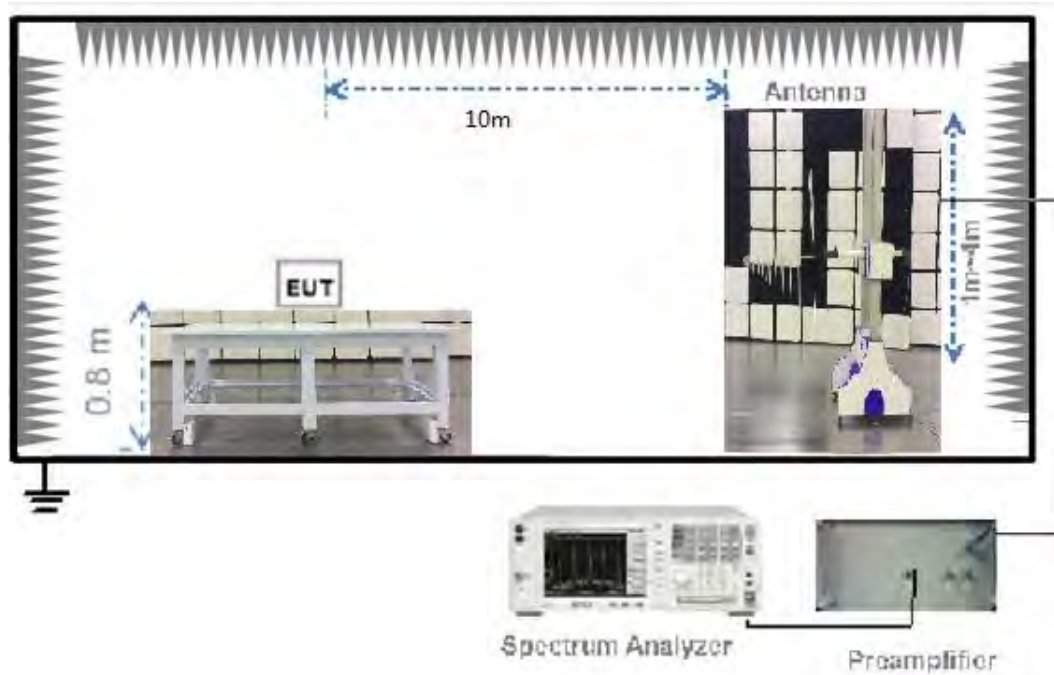 10m
Antenna
1m~4m
EUT
0.8 m
Spectrum Analyzer
Preamplifier